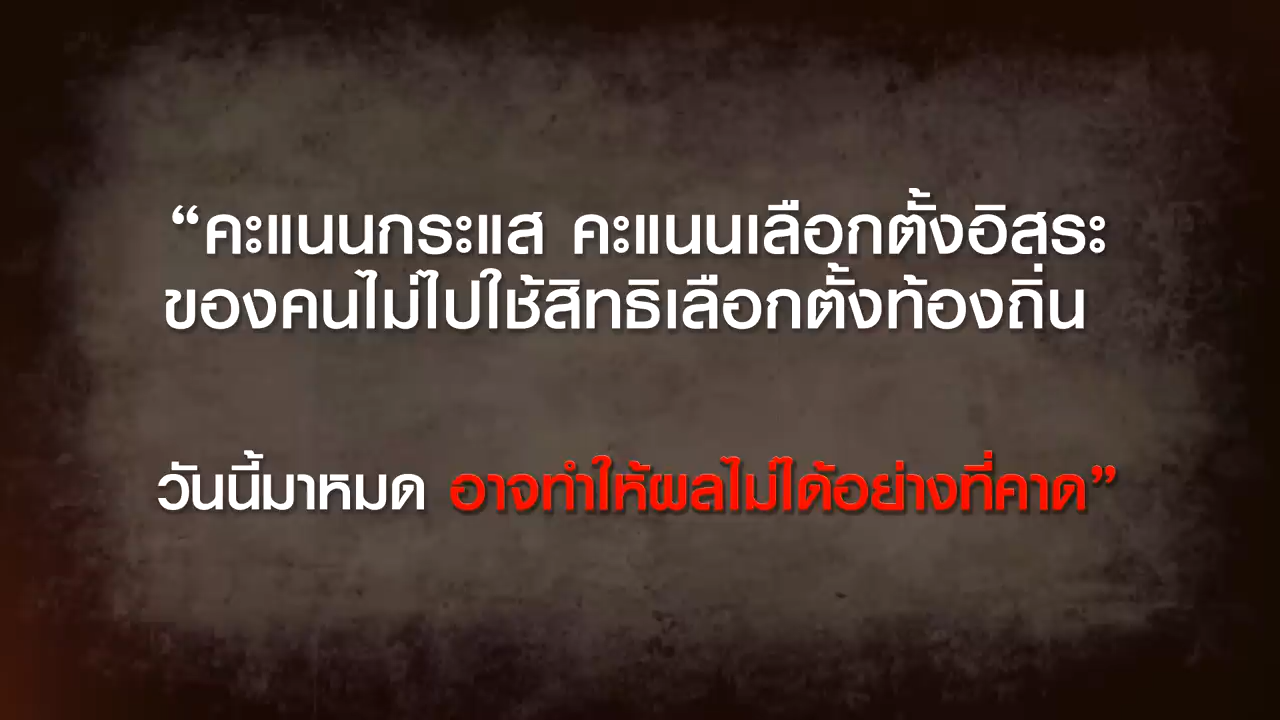 “คะแนนกระแส คะแนนเลือกตั้งอิสระ
ของคนไม่ไปใช้สิทธิเลือกตั้งท้องถิ่น
วันนี้มาหมด อาจทำให้ผลไม่ได้อย่างที่คาด”